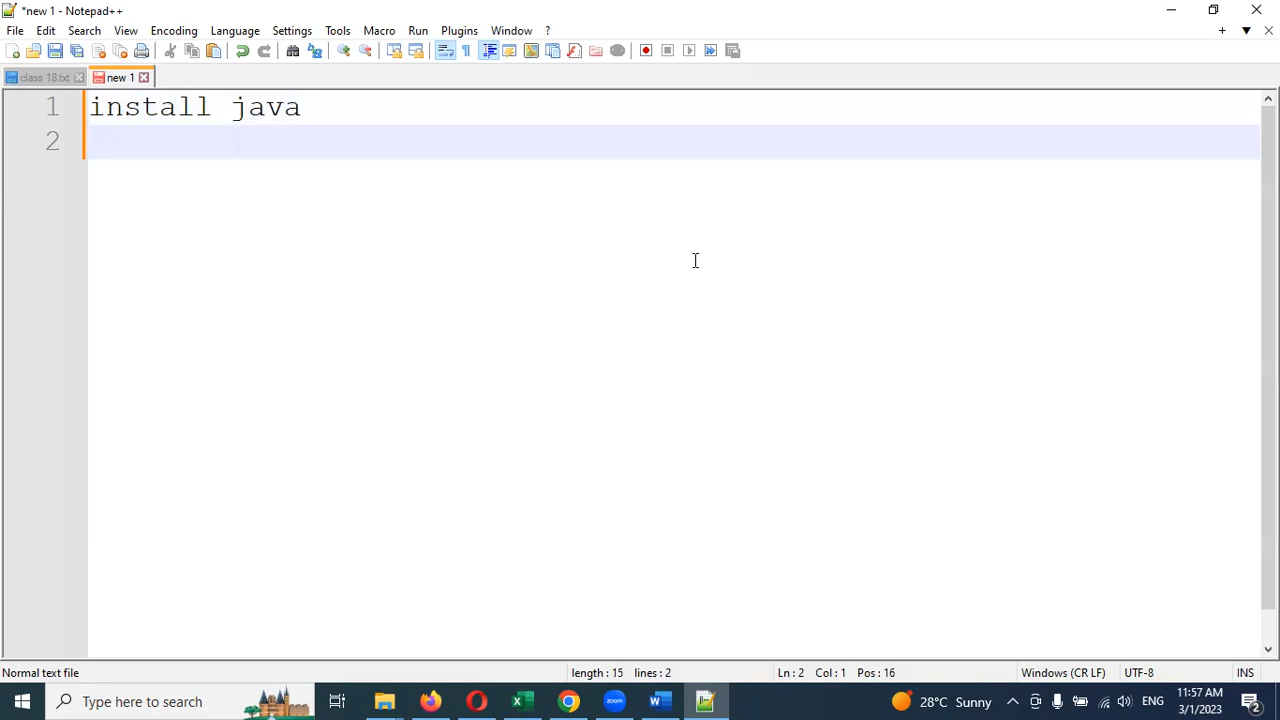 *new 1 - Notepad++
File Edit Search View Encoding Language Settings Tools Macro Run Plugins Window ?
class 18.txt new 1
1 install java
2
Normal text file length : 15 lines : 2 Ln : 2 Col : 1 Pos : 16 Windows (CR LF) UTF-8 INS
Type here to search 28°C Sunny ENG 11:57 AM
3/1/2023 2